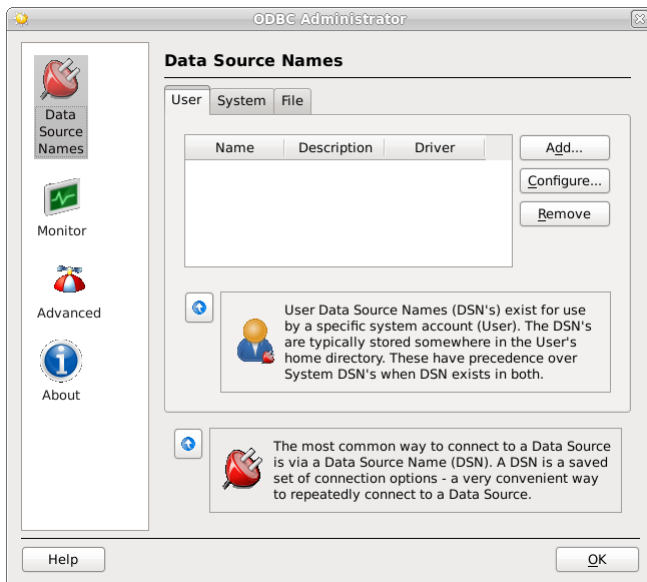 ODBC Administrator
Data
Source
Names
Monitor
Advanced
About
Data Source Names
User System File
Name Description Driver
Add...
Configure...
Remove
User Data Source Names (DSN's) exist for use
by a specific system account (User). The DSN's
are typically stored somewhere in the User's
home directory. These have precedence over
System DSN's when DSN exists in both.
The most common way to connect to a Data Source
is via a Data Source Name (DSN). A DSN is a saved
set of connection options - a very convenient way
to repeatedly connect to a Data Source.
Help
OK